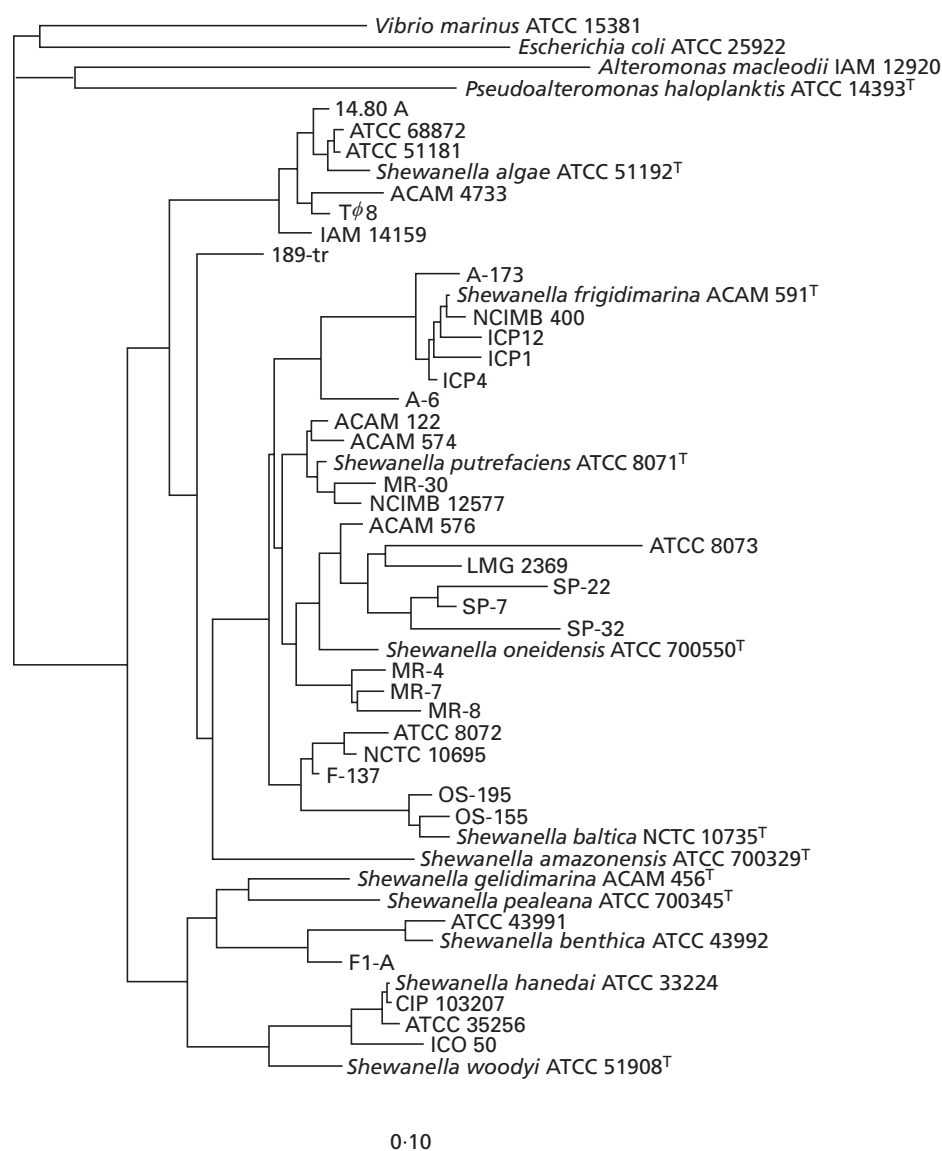 Vibrio marinus ATCC 15381
Escherichia coli ATCC 25922
Alteromonas macleodii IAM 12920
Pseudoalteromonas haloplanktis ATCC 14393ᵀ
14.80 A
ATCC 68872
ATCC 51181
Shewanella algae ATCC 51192ᵀ
ACAM 4733
Tϕ8
IAM 14159
189-tr
A-173
Shewanella frigidimarina ACAM 591ᵀ
NCIMB 400
ICP12
ICP1
ICP4
A-6
ACAM 122
ACAM 574
Shewanella putrefaciens ATCC 8071ᵀ
MR-30
NCIMB 12577
ACAM 576
ATCC 8073
LMG 2369
SP-22
SP-7
SP-32
Shewanella oneidensis ATCC 700550ᵀ
MR-4
MR-7
MR-8
ATCC 8072
NCTC 10695
F-137
OS-195
OS-155
Shewanella baltica NCTC 10735ᵀ
Shewanella amazonensis ATCC 700329ᵀ
Shewanella gelidimarina ACAM 456ᵀ
Shewanella pealeana ATCC 700345ᵀ
ATCC 43991
Shewanella benthica ATCC 43992
F1-A
Shewanella hanedai ATCC 33224
CIP 103207
ATCC 35256
ICO 50
Shewanella woodyi ATCC 51908ᵀ
0·10